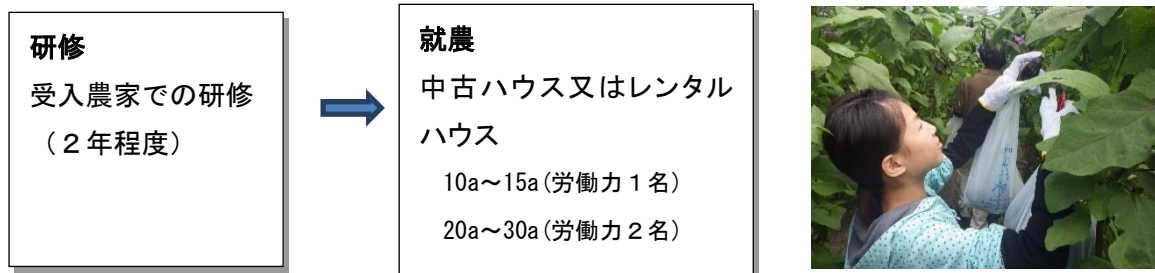 研修
受入農家での研修
（２年程度）
就農
中古ハウス又はレンタル
ハウス
10a～15a(労働力１名)
20a～30a(労働力２名)